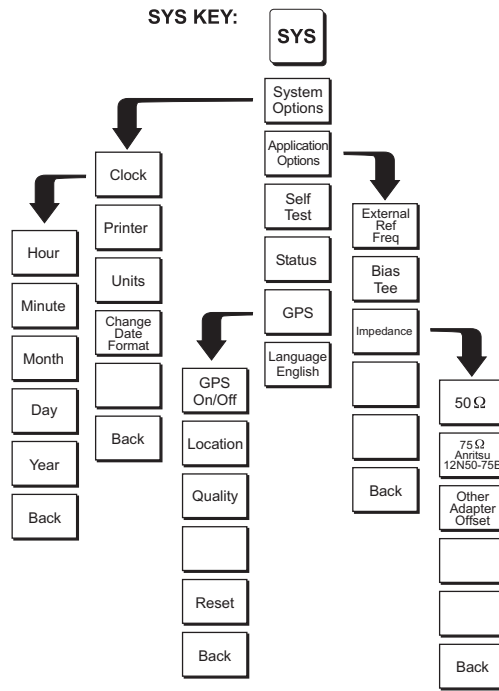 SYS KEY:
SYS
System
Options
Application
Options
Self
Test
Status
GPS
Language
English
Clock
Printer
Units
Change
Date
Format
Back
Hour
Minute
Month
Day
Year
Back
GPS
On/Off
Location
Quality
Reset
Back
External
Ref
Freq
Bias
Tee
Impedance
Back
50 Ω
75 Ω
Anritsu
12N50-75B
Other
Adapter
Offset
Back